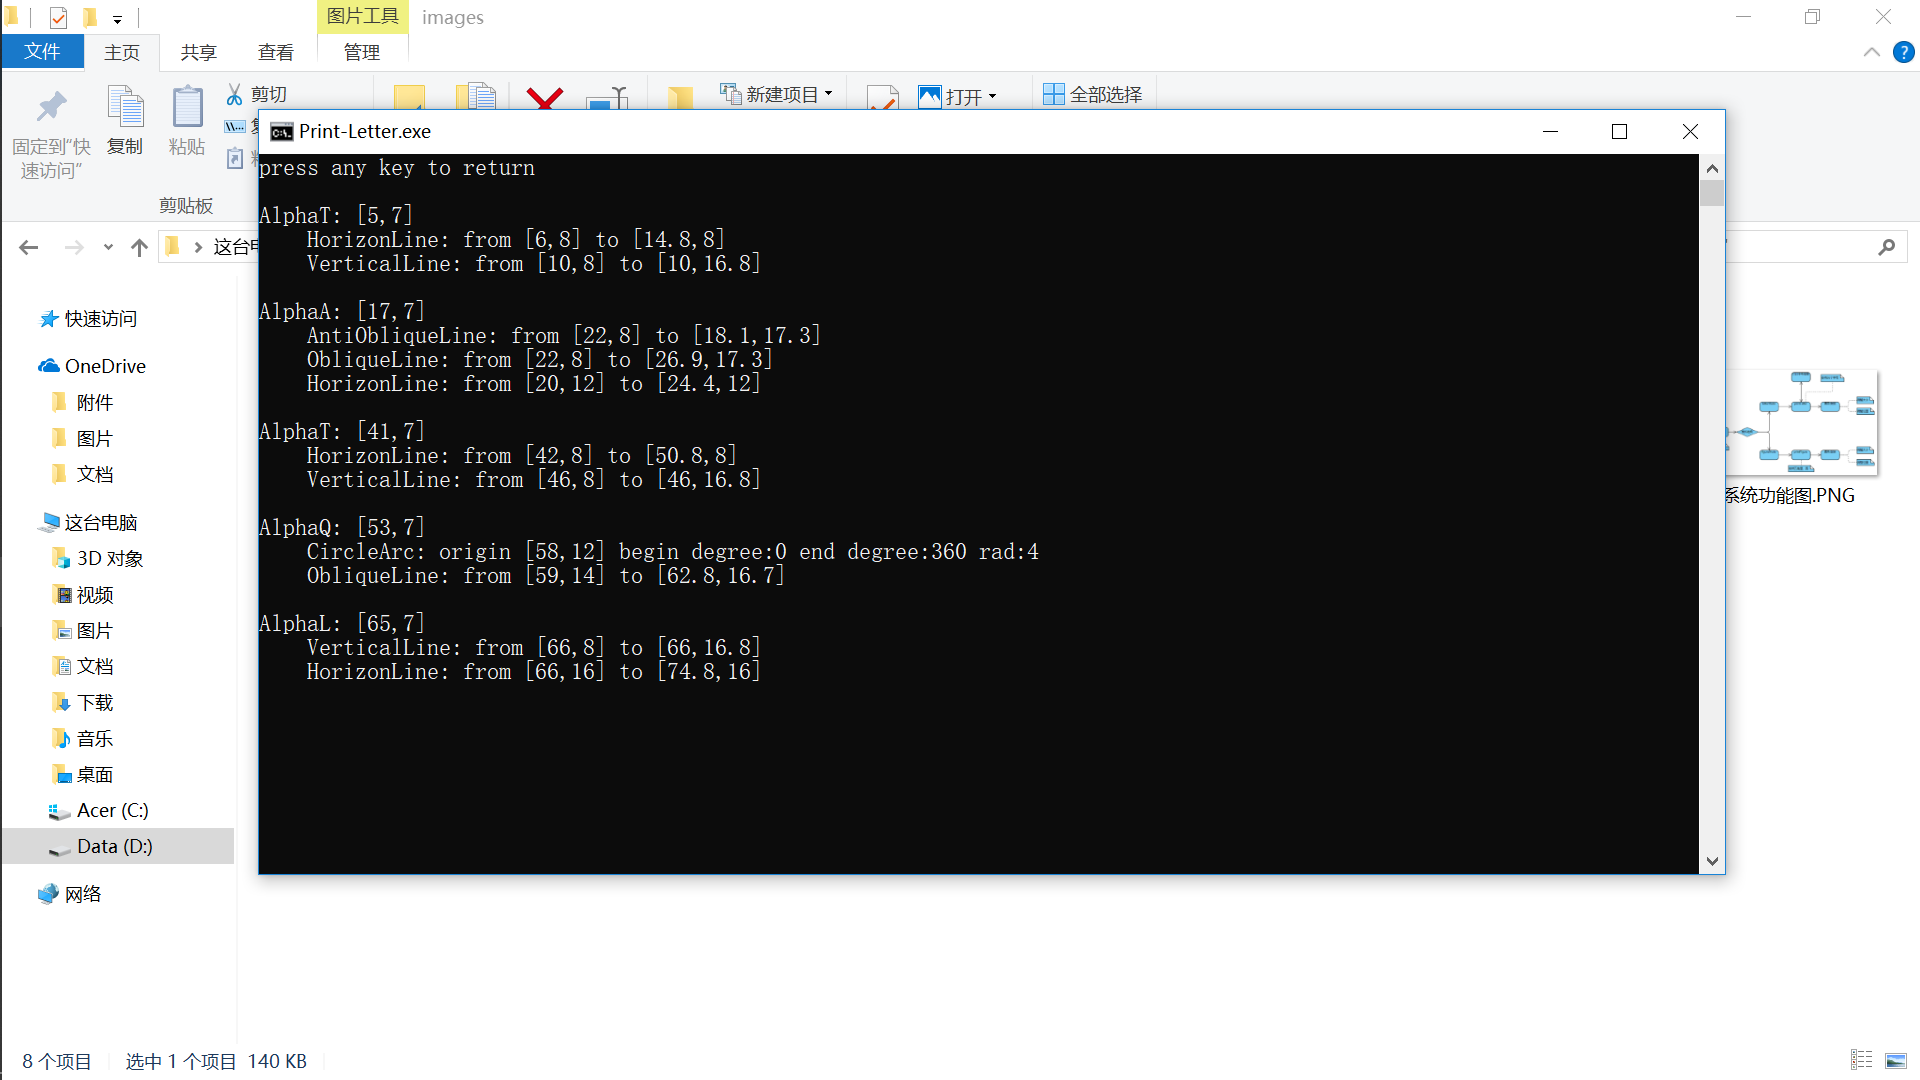 图片工具 images
文件 主页 共享 查看 管理
剪切
新建项目 打开 全部选择
固定到“快
速访问”
复制
粘贴
剪贴板
Print-Letter.exe
press any key to return
AlphaT: [5,7]
HorizonLine: from [6,8] to [14.8,8]
VerticalLine: from [10,8] to [10,16.8]
AlphaA: [17,7]
AntiObliqueLine: from [22,8] to [18.1,17.3]
ObliqueLine: from [22,8] to [26.9,17.3]
HorizonLine: from [20,12] to [24.4,12]
AlphaT: [41,7]
HorizonLine: from [42,8] to [50.8,8]
VerticalLine: from [46,8] to [46,16.8]
AlphaQ: [53,7]
CircleArc: origin [58,12] begin degree:0 end degree:360 rad:4
ObliqueLine: from [59,14] to [62.8,16.7]
AlphaL: [65,7]
VerticalLine: from [66,8] to [66,16.8]
HorizonLine: from [66,16] to [74.8,16]
这台电
快速访问
OneDrive
附件
图片
文档
这台电脑
3D 对象
视频
图片
文档
下载
音乐
桌面
Acer (C:)
Data (D:)
网络
系统功能图.PNG
8 个项目 选中 1 个项目 140 KB